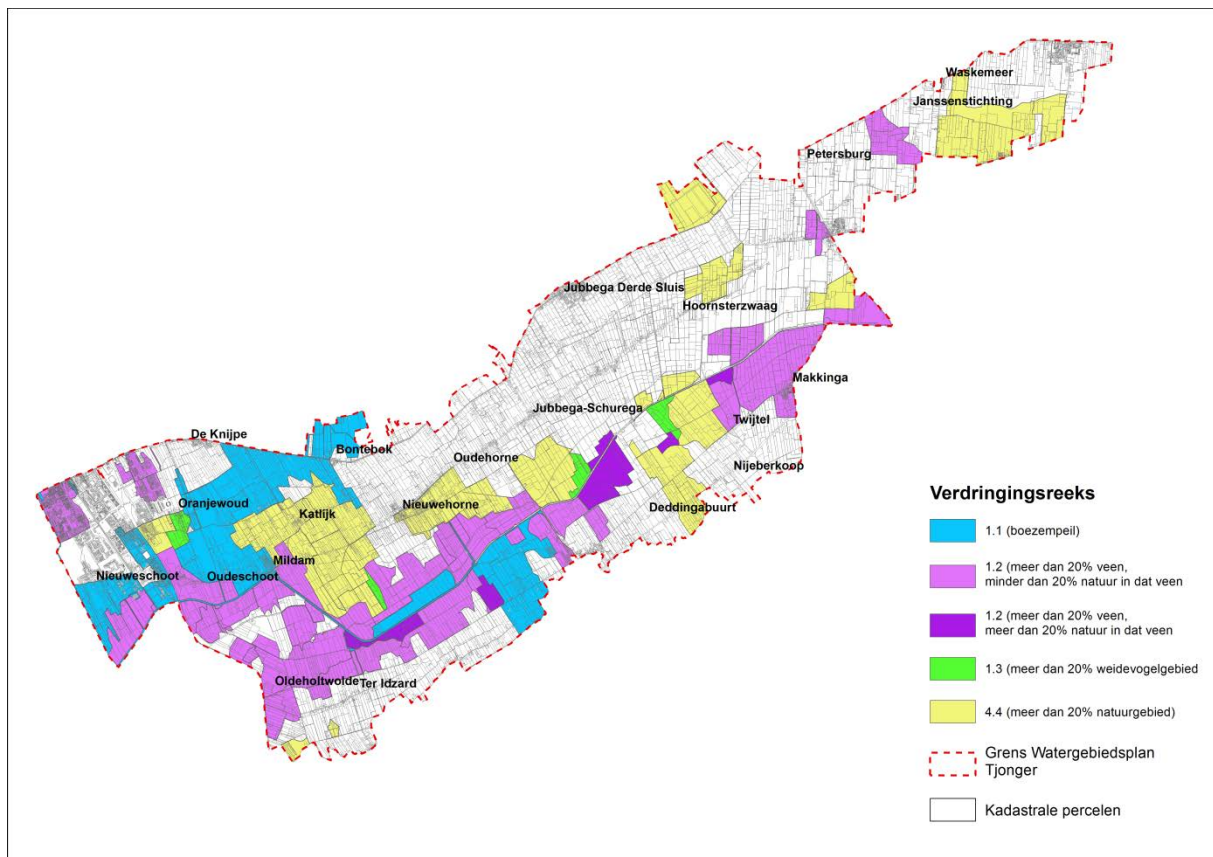 Waskemeer
Janssenstichting
Petersburg
Jubbega Derde Sluis
Hoornsterzwaag
Makkinga
Jubbega-Schurega
Twijtel
De Knijpe
Bontebok
Oudehorne
Nijeberkoop
Oranjewoud
Katlijk
Nieuwehorne
Deddingabuurt
Mildam
Nieuweschoot
Oudeschoot
Oldeholtwolde
Ter Idzard
Verdringingsreeks
1.1 (boezempeil)
1.2 (meer dan 20% veen,
minder dan 20% natuur in dat veen)
1.2 (meer dan 20% veen,
meer dan 20% natuur in dat veen)
1.3 (meer dan 20% weidevogelgebied
4.4 (meer dan 20% natuurgebied)
Grens Watergebiedsplan
Tjonger
Kadastrale percelen